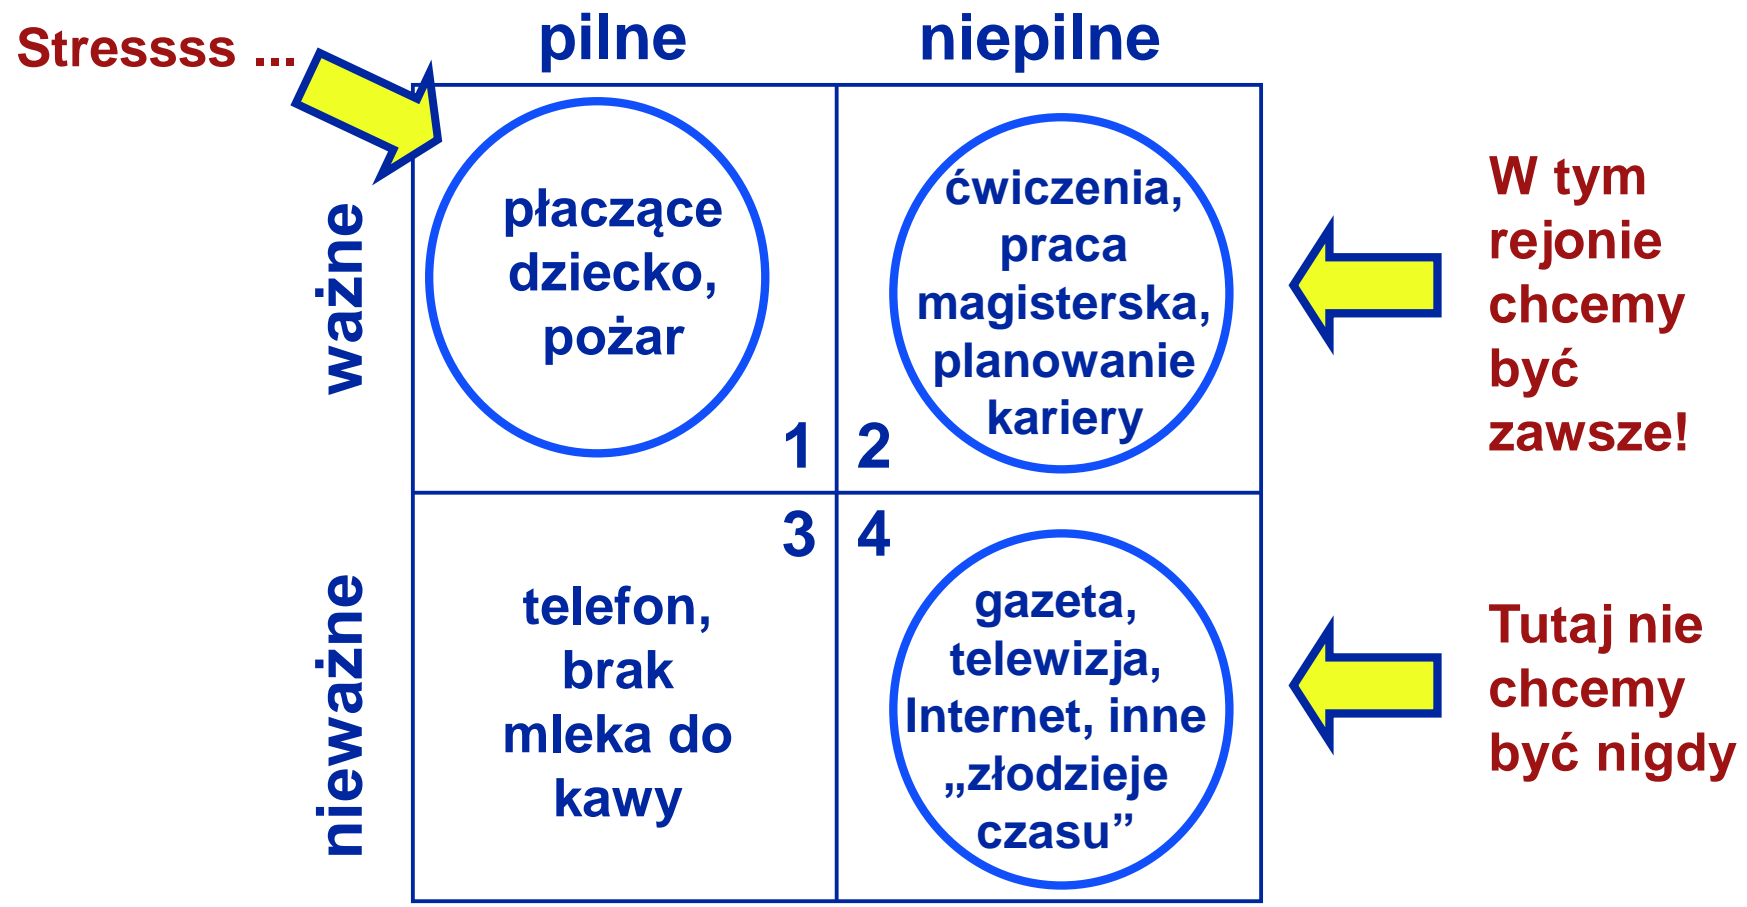 Stressss ...
pilne
niepilne
ważne
płaczące
dziecko,
pożar
1
ćwiczenia,
praca
magisterska,
planowanie
kariery
2
W tym
rejonie
chcemy
być
zawsze!
nieważne
3
telefon,
brak
mleka do
kawy
4
gazeta,
telewizja,
Internet, inne
„złodzieje
czasu”
Tutaj nie
chcemy
być nigdy